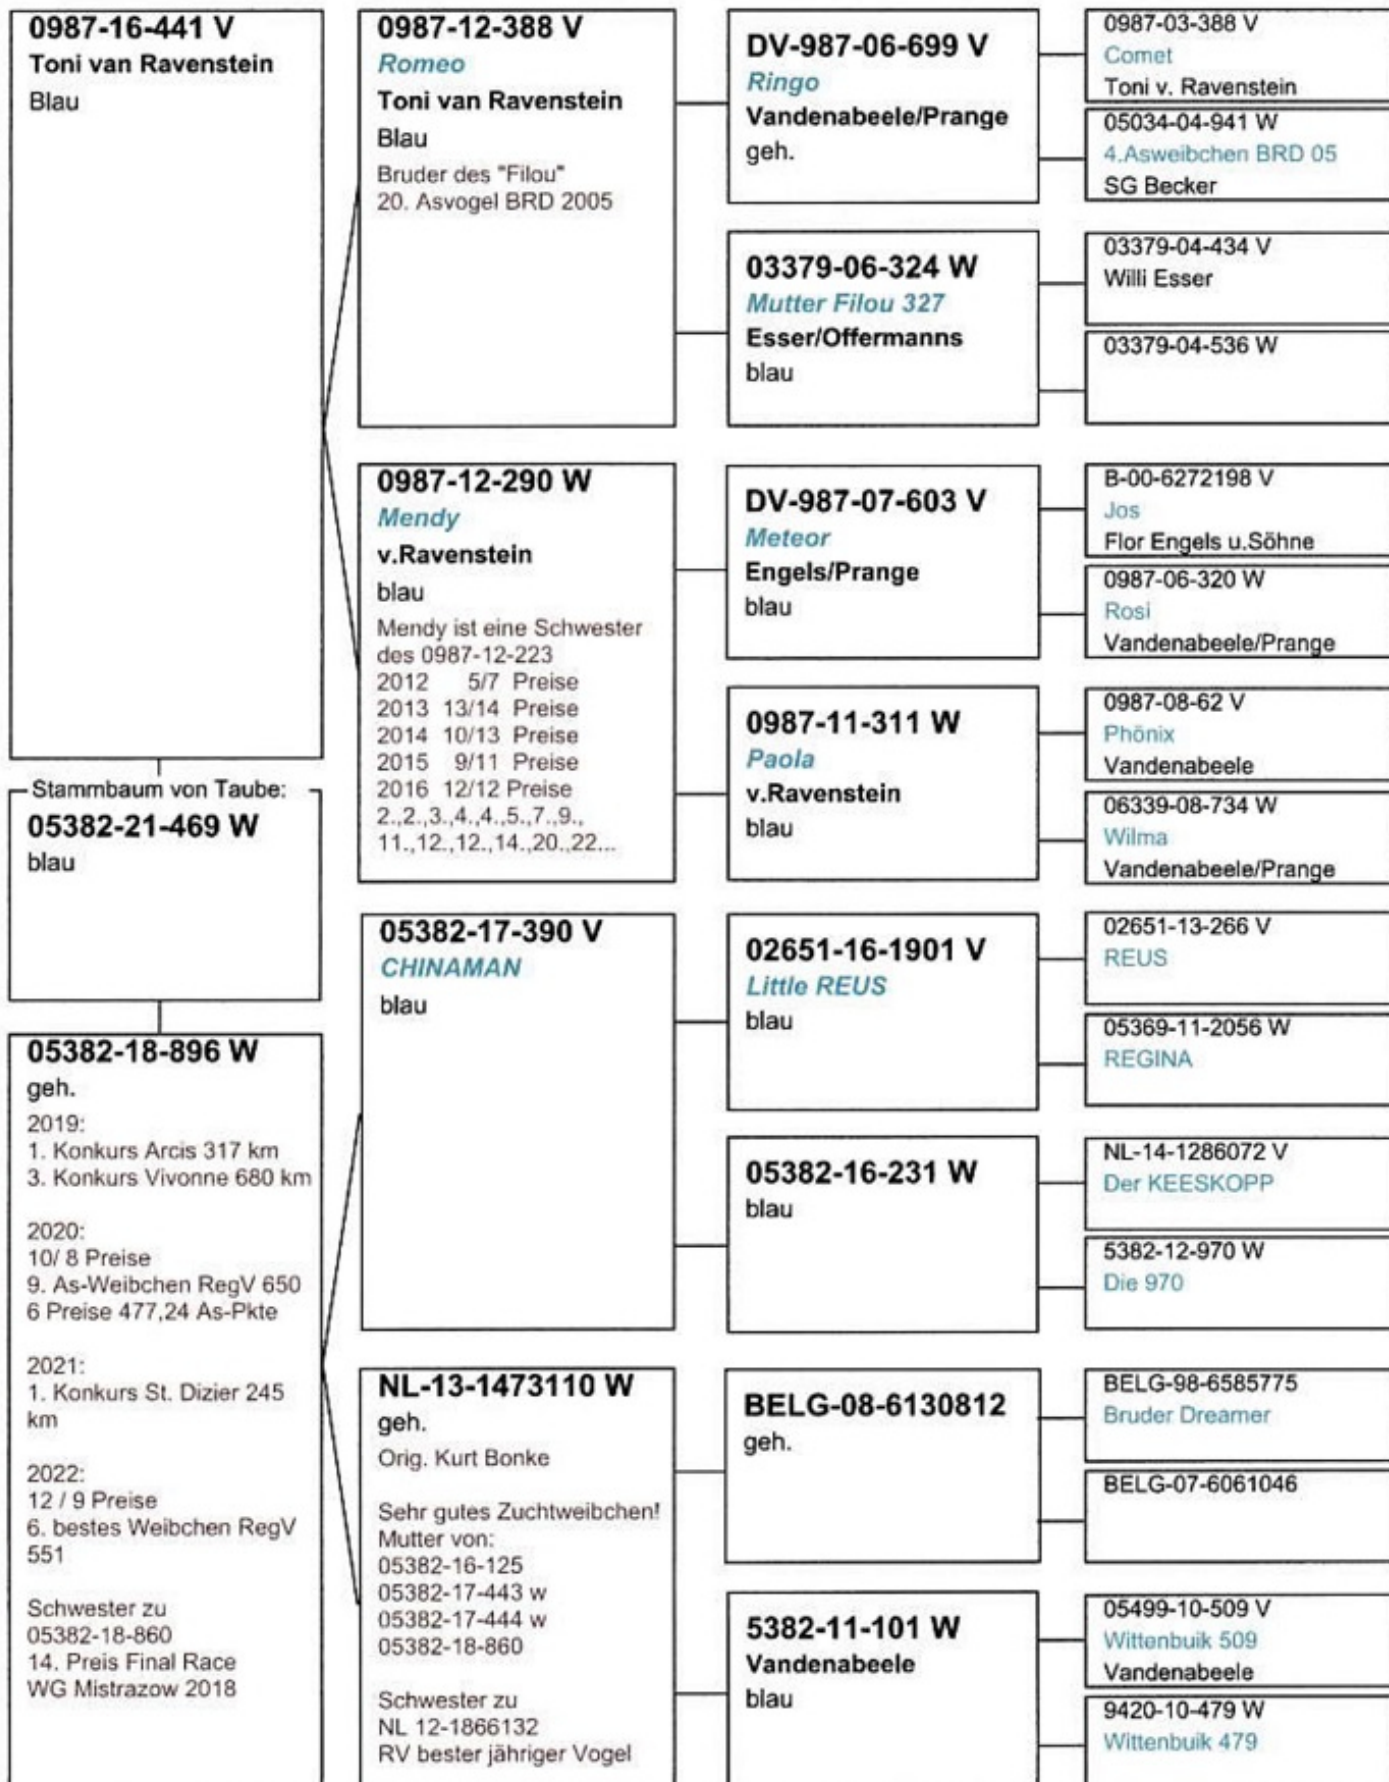 0987-16-441 V
Toni van Ravenstein
Blau
Stammbaum von Taube:
05382-21-469 W
blau
05382-18-896 W
geh.
2019:
1. Konkurs Arcis 317 km
3. Konkurs Vivonne 680 km
2020:
10/ 8 Preise
9. As-Weibchen RegV 650
6 Preise 477,24 As-Pkte
2021:
1. Konkurs St. Dizier 245
km
2022:
12 / 9 Preise
6. bestes Weibchen RegV
551
Schwester zu
05382-18-860
14. Preis Final Race
WG Mistrazow 2018
0987-12-388 V
Romeo
Toni van Ravenstein
Blau
Bruder des "Filou"
20. Asvogel BRD 2005
0987-12-290 W
Mendy
v.Ravenstein
blau
Mendy ist eine Schwester
des 0987-12-223
2012 5/7 Preise
2013 13/14 Preise
2014 10/13 Preise
2015 9/11 Preise
2016 12/12 Preise
2.,2.,3.,4.,4.,5.,7.,9.,
11.,12.,12.,14.,20.,22...
05382-17-390 V
CHINAMAN
blau
NL-13-1473110 W
geh.
Orig. Kurt Bonke
Sehr gutes Zuchtweibchen!
Mutter von:
05382-16-125
05382-17-443 w
05382-17-444 w
05382-18-860
Schwester zu
NL 12-1866132
RV bester jähriger Vogel
DV-987-06-699 V
Ringo
Vandenabeele/Prange
geh.
03379-06-324 W
Mutter Filou 327
Esser/Offermanns
blau
DV-987-07-603 V
Meteor
Engels/Prange
blau
0987-11-311 W
Paola
v.Ravenstein
blau
02651-16-1901 V
Little REUS
blau
05382-16-231 W
blau
BELG-08-6130812
geh.
5382-11-101 W
Vandenabeele
blau
0987-03-388 V
Comet
Toni v. Ravenstein
05034-04-941 W
4.Asweibchen BRD 05
SG Becker
03379-04-434 V
Willi Esser
03379-04-536 W
B-00-6272198 V
Jos
Flor Engels u.Söhne
0987-06-320 W
Rosi
Vandenabeele/Prange
0987-08-62 V
Phönix
Vandenabeele
06339-08-734 W
Wilma
Vandenabeele/Prange
02651-13-266 V
REUS
05369-11-2056 W
REGINA
NL-14-1286072 V
Der KEESKOPP
5382-12-970 W
Die 970
BELG-98-6585775
Bruder Dreamer
BELG-07-6061046
05499-10-509 V
Wittenbuik 509
Vandenabeele
9420-10-479 W
Wittenbuik 479